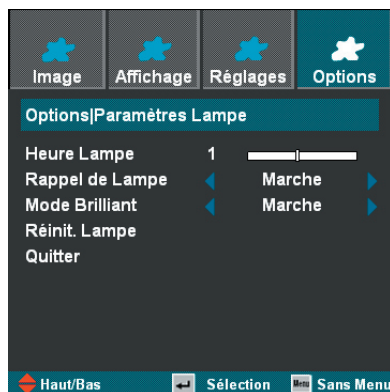 Image Affichage Réglages Options
Options|Paramètres Lampe
Heure Lampe 1
Rappel de Lampe Marche
Mode Brilliant Marche
Réinit. Lampe
Quitter
Haut/Bas Sélection Menu Sans Menu